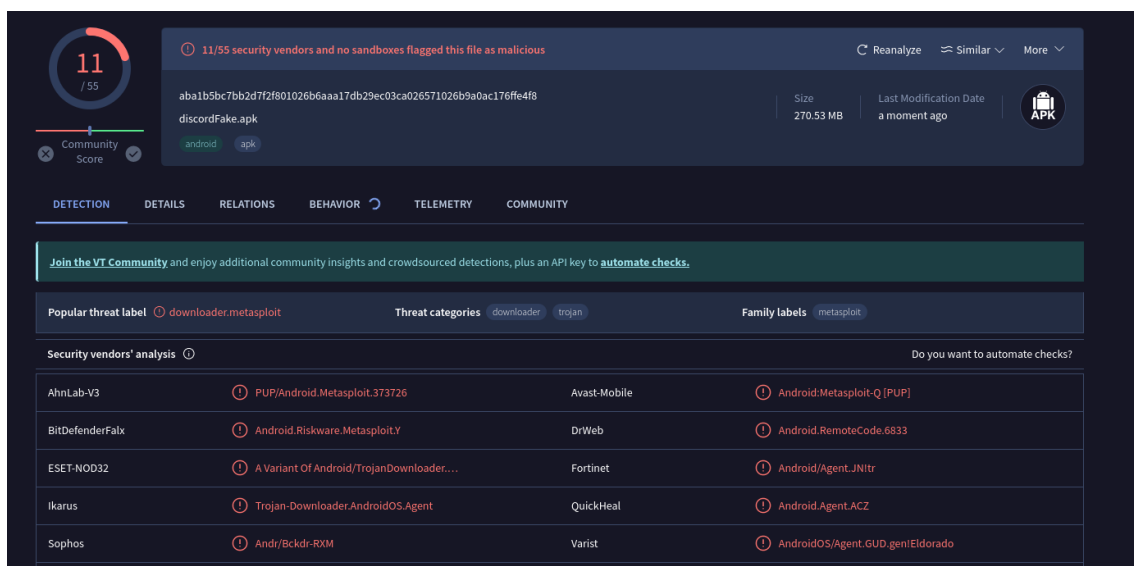 11
/ 55
Community
Score
11/55 security vendors and no sandboxes flagged this file as malicious
Reanalyze
Similar
More
aba1b5bc7bb2d7f2f801026b6aaa17db29ec03ca026571026b9a0ac176ffe4f8
discordFake.apk
android
apk
Size
270.53 MB
Last Modification Date
a moment ago
APK
DETECTION DETAILS RELATIONS BEHAVIOR TELEMETRY COMMUNITY
Join the VT Community and enjoy additional community insights and crowdsourced detections, plus an API key to automate checks.
Popular threat label downloader.metasploit Threat categories downloader trojan Family labels metasploit
Security vendors' analysis Do you want to automate checks?
AhnLab-V3 PUP/Android.Metasploit.373726 Avast-Mobile Android:Metasploit-Q [PUP]
BitDefenderFalx Android.Riskware.Metasploit.Y DrWeb Android.RemoteCode.6833
ESET-NOD32 A Variant Of Android/TrojanDownloader.... Fortinet Android/Agent.JN!tr
Ikarus Trojan-Downloader.AndroidOS.Agent QuickHeal Android.Agent.ACZ
Sophos Andr/Bckdr-RXM Varist AndroidOS/Agent.GUD.gen!Eldorado